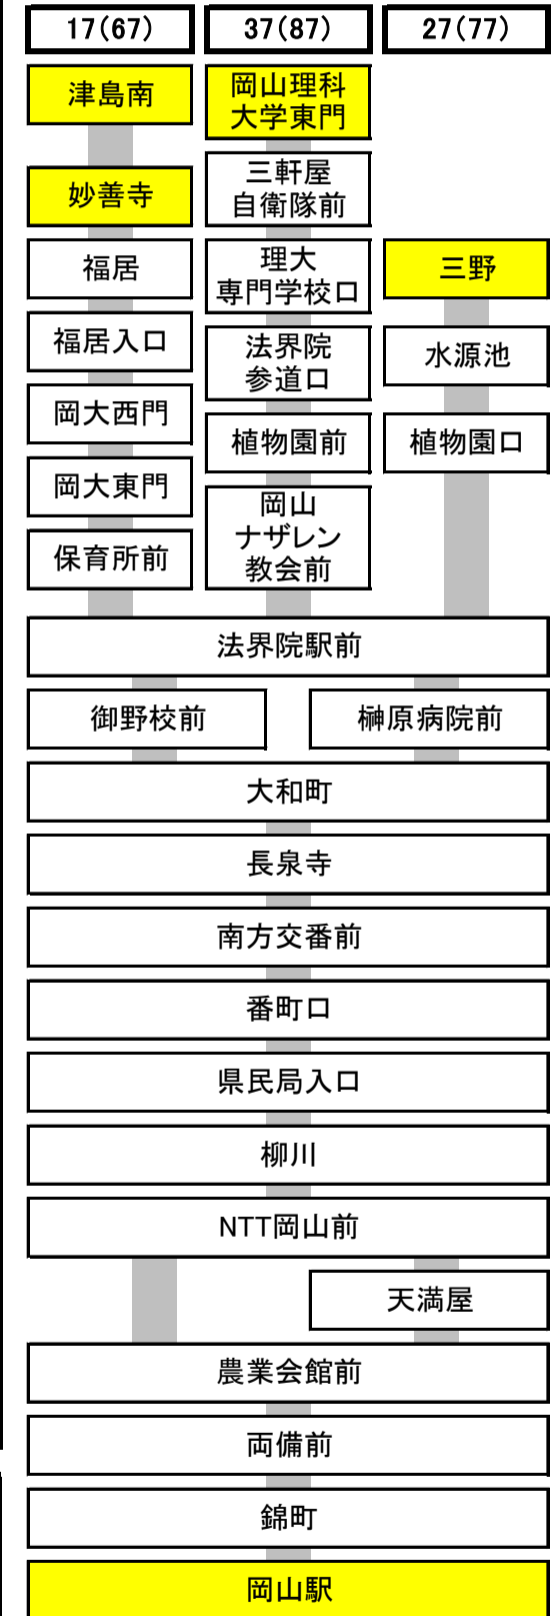 17(67)
37(87)
27(77)
津島南
妙善寺
福居
福居入口
岡大西門
岡大東門
保育所前
岡山理科
大学東門
三軒屋
自衛隊前
理大
専門学校口
法界院
参道口
植物園前
岡山
ナザレン
教会前
三野
水源池
植物園口
法界院駅前
御野校前
榊原病院前
大和町
長泉寺
南方交番前
番町口
県民局入口
柳川
NTT岡山前
天満屋
農業会館前
両備前
錦町
岡山駅